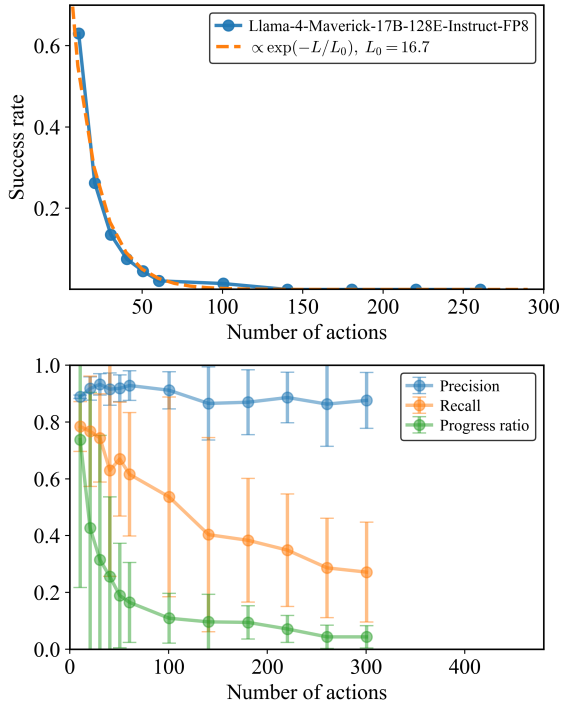 0.6
0.4
0.2
Success rate
Llama-4-Maverick-17B-128E-Instruct-FP8
∝ exp(−L/L₀), L₀ = 16.7
50 100 150 200 250 300
Number of actions
1.0
0.8
0.6
0.4
0.2
0.0
Precision
Recall
Progress ratio
0 100 200 300 400
Number of actions